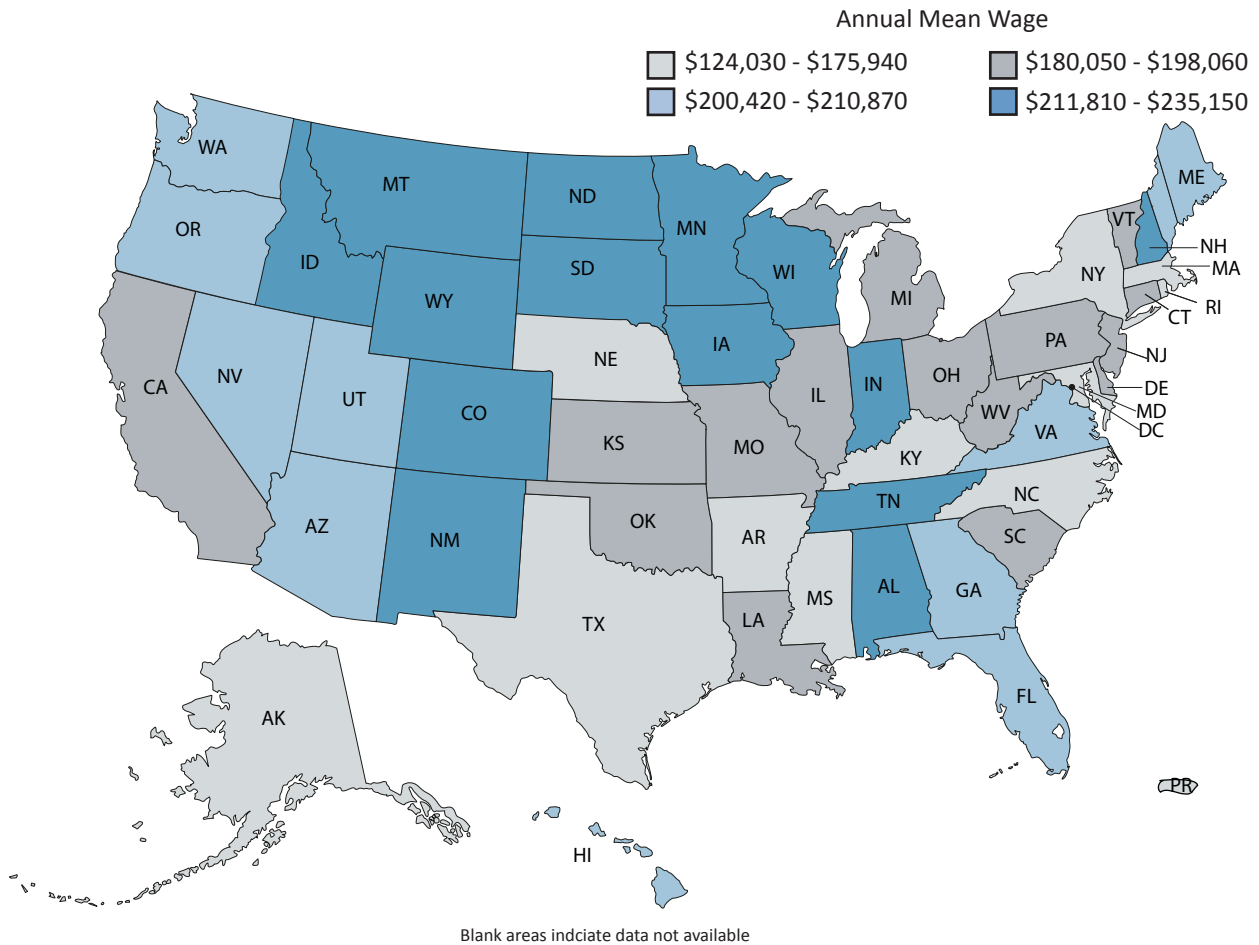 Annual Mean Wage
$124,030 - $175,940
$180,050 - $198,060
$200,420 - $210,870
$211,810 - $235,150
WA
MT
ND
MN
ME
OR
ID
SD
WI
VT
NH
WY
MI
NY
MA
RI
CT
IA
NE
PA
NJ
NV
UT
CA
CO
IL
IN
OH
DE
WV
MD
DC
KS
MO
VA
KY
AZ
NM
OK
TN
NC
AR
SC
MS
AL
GA
TX
LA
AK
FL
PR
HI
Blank areas indciate data not available